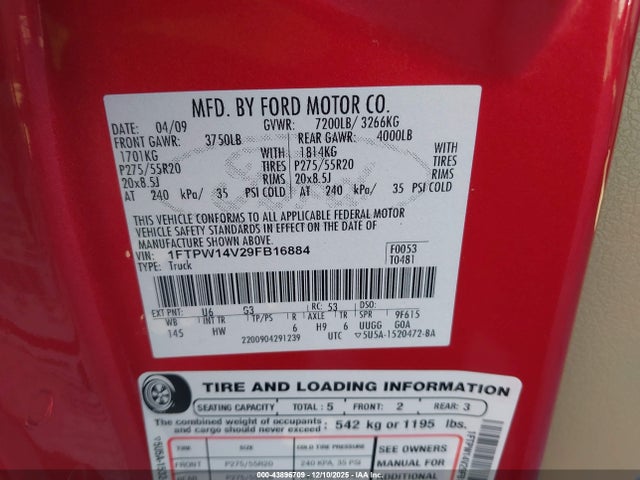 MFD. BY FORD MOTOR CO.
DATE: 04/09 GVWR: 7200LB/ 3266KG
FRONT GAWR: 3750LB REAR GAWR: 4000LB
1701KG WITH 1814KG WITH
P275/55R20 TIRES P275/55R20 TIRES
20x8.5J RIMS 20x8.5J RIMS
AT 240 kPa/ 35 PSI COLD AT 240 kPa/ 35 PSI COLD
THIS VEHICLE CONFORMS TO ALL APPLICABLE FEDERAL MOTOR
VEHICLE SAFETY STANDARDS IN EFFECT ON THE DATE OF
MANUFACTURE SHOWN ABOVE.
VIN: 1FTPW14V29FB16884 F0053
TYPE: Truck T0481
EXT PNT: U6 G3 RC: 53 DSO:
WB INT TR TP/PS R AXLE TR SPR 9F615
145 HW 6 H9 6 UUGG G0A
2200904291239 UTC ▽5U5A-1520472-BA
TIRE AND LOADING INFORMATION
SEATING CAPACITY TOTAL: 5 FRONT: 2 REAR: 3
The combined weight of occupants
and cargo should never exceed: 542 kg or 1195 lbs.
TIRE SIZE COLD TIRE PRESSURE SEE OWNERS
FRONT P275/55R20 240 KPA, 35 PSI MANUAL FOR
ADDITIONAL
000-43896709 12/10/2025 IAA Holdings, LLC